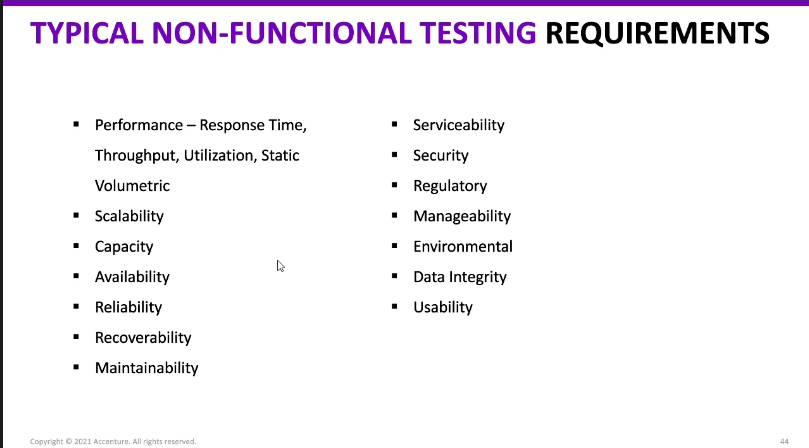 TYPICAL NON-FUNCTIONAL TESTING REQUIREMENTS
▪ Performance – Response Time,
Throughput, Utilization, Static
Volumetric
▪ Scalability
▪ Capacity
▪ Availability
▪ Reliability
▪ Recoverability
▪ Maintainability
▪ Serviceability
▪ Security
▪ Regulatory
▪ Manageability
▪ Environmental
▪ Data Integrity
▪ Usability
Copyright © 2021 Accenture. All rights reserved.
44